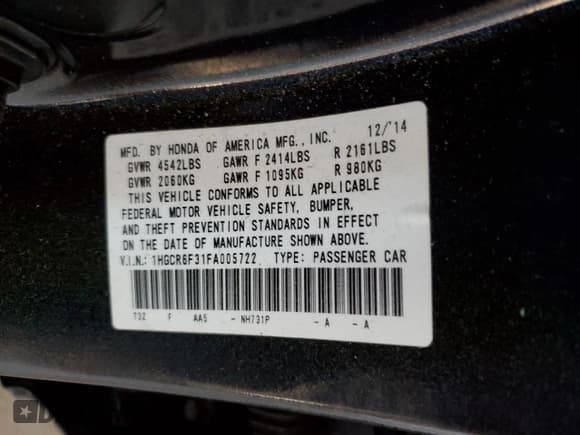 MFD. BY HONDA OF AMERICA MFG., INC. 12/14
GVWR 4542LBS GAWR F 2414LBS R 2161LBS
GVWR 2060KG GAWR F 1095KG R 980KG
THIS VEHICLE CONFORMS TO ALL APPLICABLE
FEDERAL MOTOR VEHICLE SAFETY, BUMPER,
AND THEFT PREVENTION STANDARDS IN EFFECT
ON THE DATE OF MANUFACTURE SHOWN ABOVE.
V.I.N.: 1HGCR6F31FA005722 TYPE: PASSENGER CAR
T32 F AA5 - NH731P - A - A